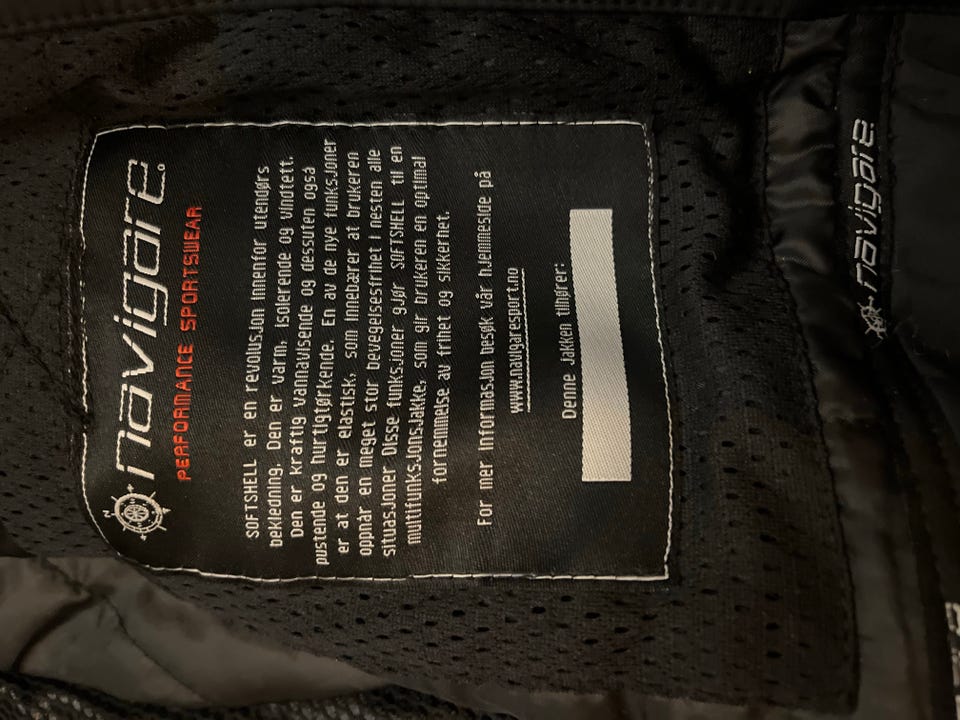 N
navigare
PERFORMANCE SPORTSWEAR
SOFTSHELL er en revolusjon innenfor utendørs
bekledning. Den er varm, isolerende og vindtett.
Den er kraftig vannavisende og dessuten også
pustende og hurtigtørkende. En av de nye funksjoner
er at den er elastisk, som innebærer at brukeren
oppnår en meget stor bevegelsesfrihet i nesten alle
situasjoner. Disse funksjoner gjør SOFTSHELL til en
multifunksjonsjakke, som gir brukeren en optimal
fornemmelse av frihet og sikkerhet.
For mer informasjon besøk vår hjemmeside på
www.navigaresport.no
Denne jakken tilhører:
navigare